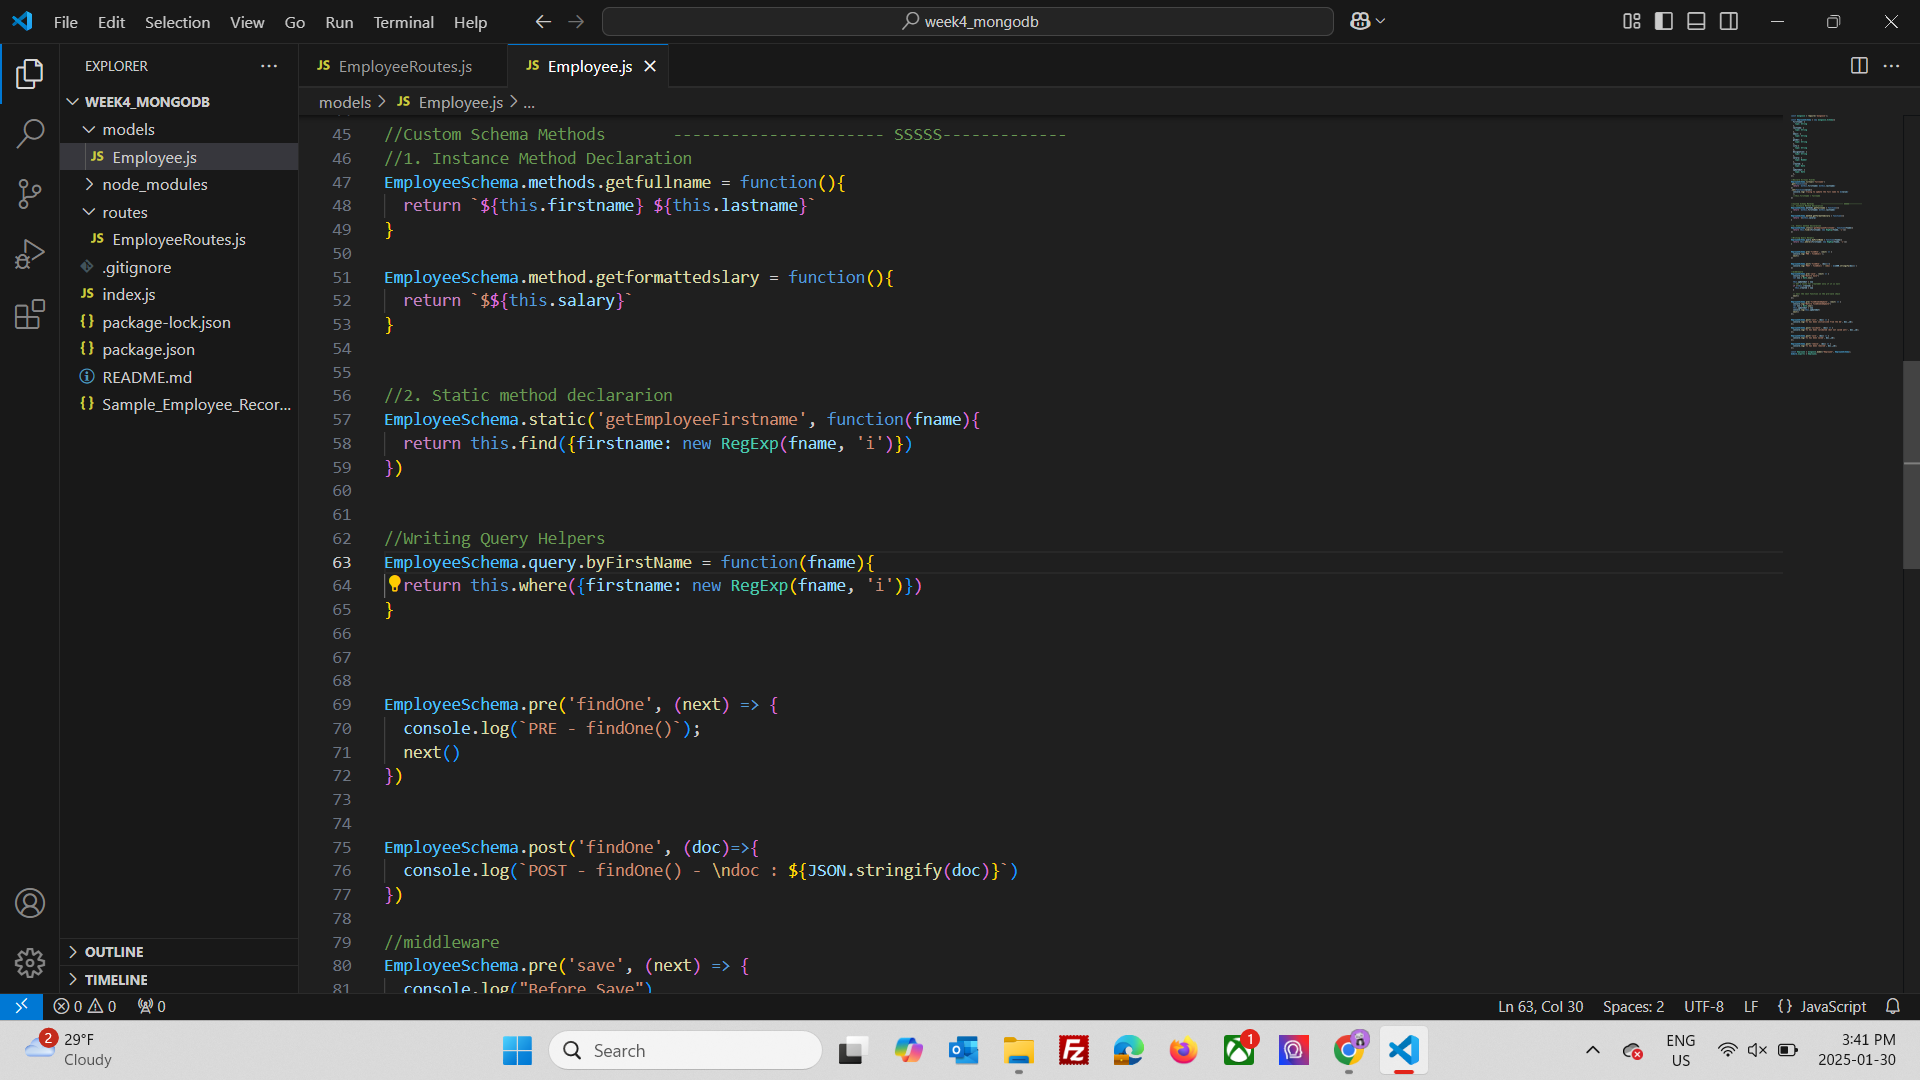 File Edit Selection View Go Run Terminal Help
week4_mongodb
EXPLORER
WEEK4_MONGODB
models
JS Employee.js
node_modules
routes
JS EmployeeRoutes.js
.gitignore
JS index.js
{} package-lock.json
{} package.json
README.md
{} Sample_Employee_Recor...
OUTLINE
TIMELINE
JS EmployeeRoutes.js
JS Employee.js
models > JS Employee.js > ...
45 //Custom Schema Methods ---------------------- SSSSS-------------
46 //1. Instance Method Declaration
47 EmployeeSchema.methods.getfullname = function(){
48 return `${this.firstname} ${this.lastname}`
49 }
50
51 EmployeeSchema.method.getformattedslary = function(){
52 return `$${this.salary}`
53 }
54
55
56 //2. Static method declararion
57 EmployeeSchema.static('getEmployeeFirstname', function(fname){
58 return this.find({firstname: new RegExp(fname, 'i')})
59 })
60
61
62 //Writing Query Helpers
63 EmployeeSchema.query.byFirstName = function(fname){
64 return this.where({firstname: new RegExp(fname, 'i')})
65 }
66
67
68
69 EmployeeSchema.pre('findOne', (next) => {
70 console.log(`PRE - findOne()`);
71 next()
72 })
73
74
75 EmployeeSchema.post('findOne', (doc)=>{
76 console.log(`POST - findOne() - \ndoc : ${JSON.stringify(doc)}`)
77 })
78
79 //middleware
80 EmployeeSchema.pre('save', (next) => {
81 console.log("Before Save")
0 0 0
Ln 63, Col 30 Spaces: 2 UTF-8 LF {} JavaScript
2
29°F
Cloudy
Search
1
ENG
US
3:41 PM
2025-01-30